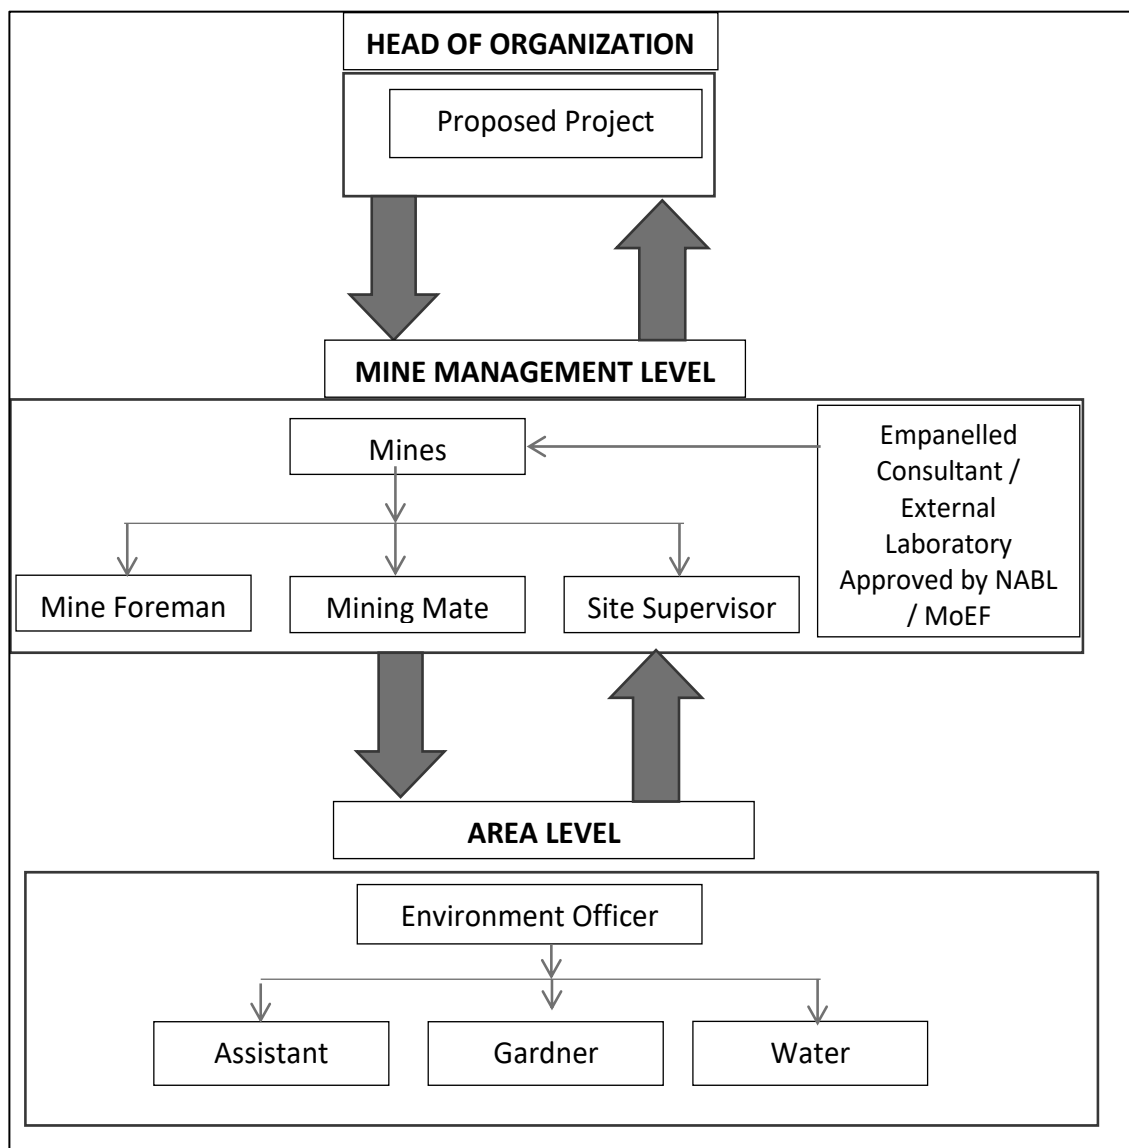 HEAD OF ORGANIZATION
Proposed Project
MINE MANAGEMENT LEVEL
Mines
Empanelled
Consultant /
External
Laboratory
Approved by NABL
/ MoEF
Mine Foreman
Mining Mate
Site Supervisor
AREA LEVEL
Environment Officer
Assistant
Gardner
Water